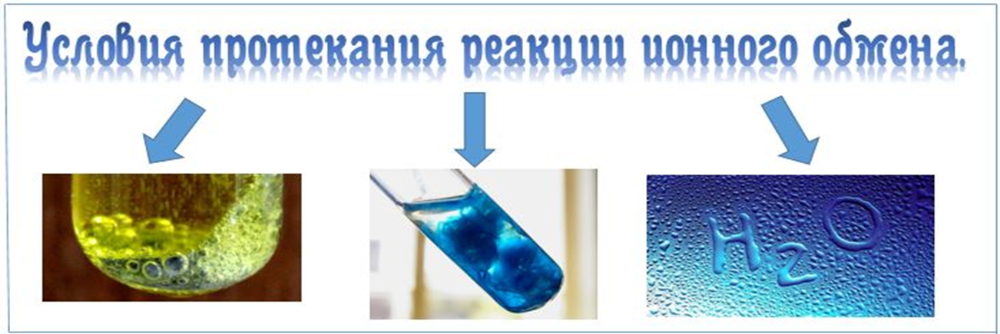 Условия протекания реакции ионного обмена.
H2O